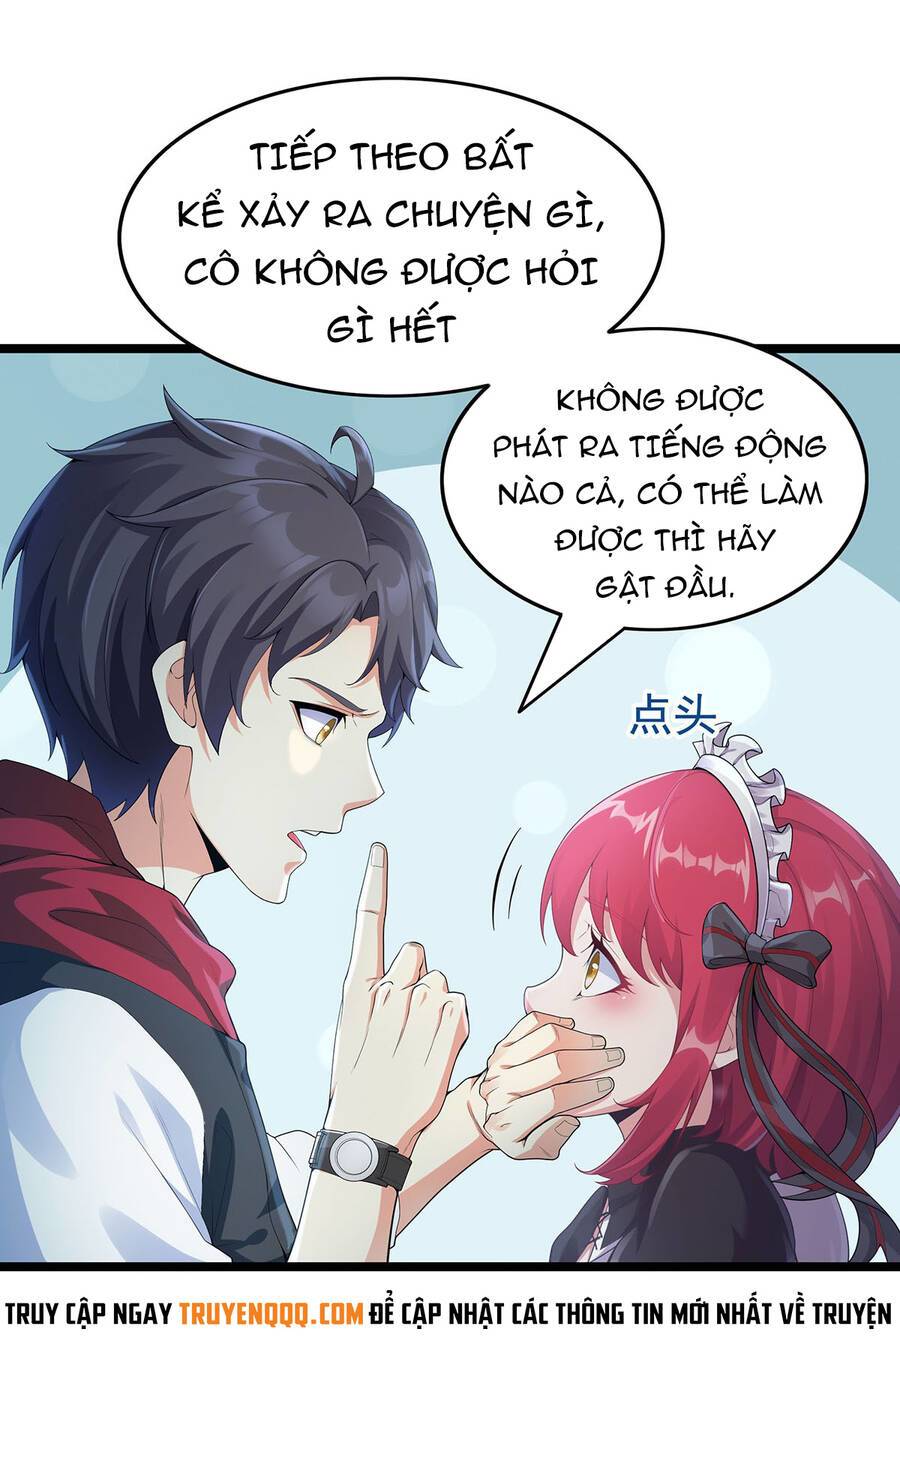 TIẾP THEO BẤT
KỂ XẢY RA CHUYỆN GÌ,
CÔ KHÔNG ĐƯỢC HỎI
GÌ HẾT
KHÔNG ĐƯỢC
PHÁT RA TIẾNG ĐỘNG
NÀO CẢ, CÓ THỂ LÀM
ĐƯỢC THÌ HÃY
GẬT ĐẦU.
点头
TRUY CẬP NGAY TRUYENQQQ.COM ĐỂ CẬP NHẬT CÁC THÔNG TIN MỚI NHẤT VỀ TRUYỆN